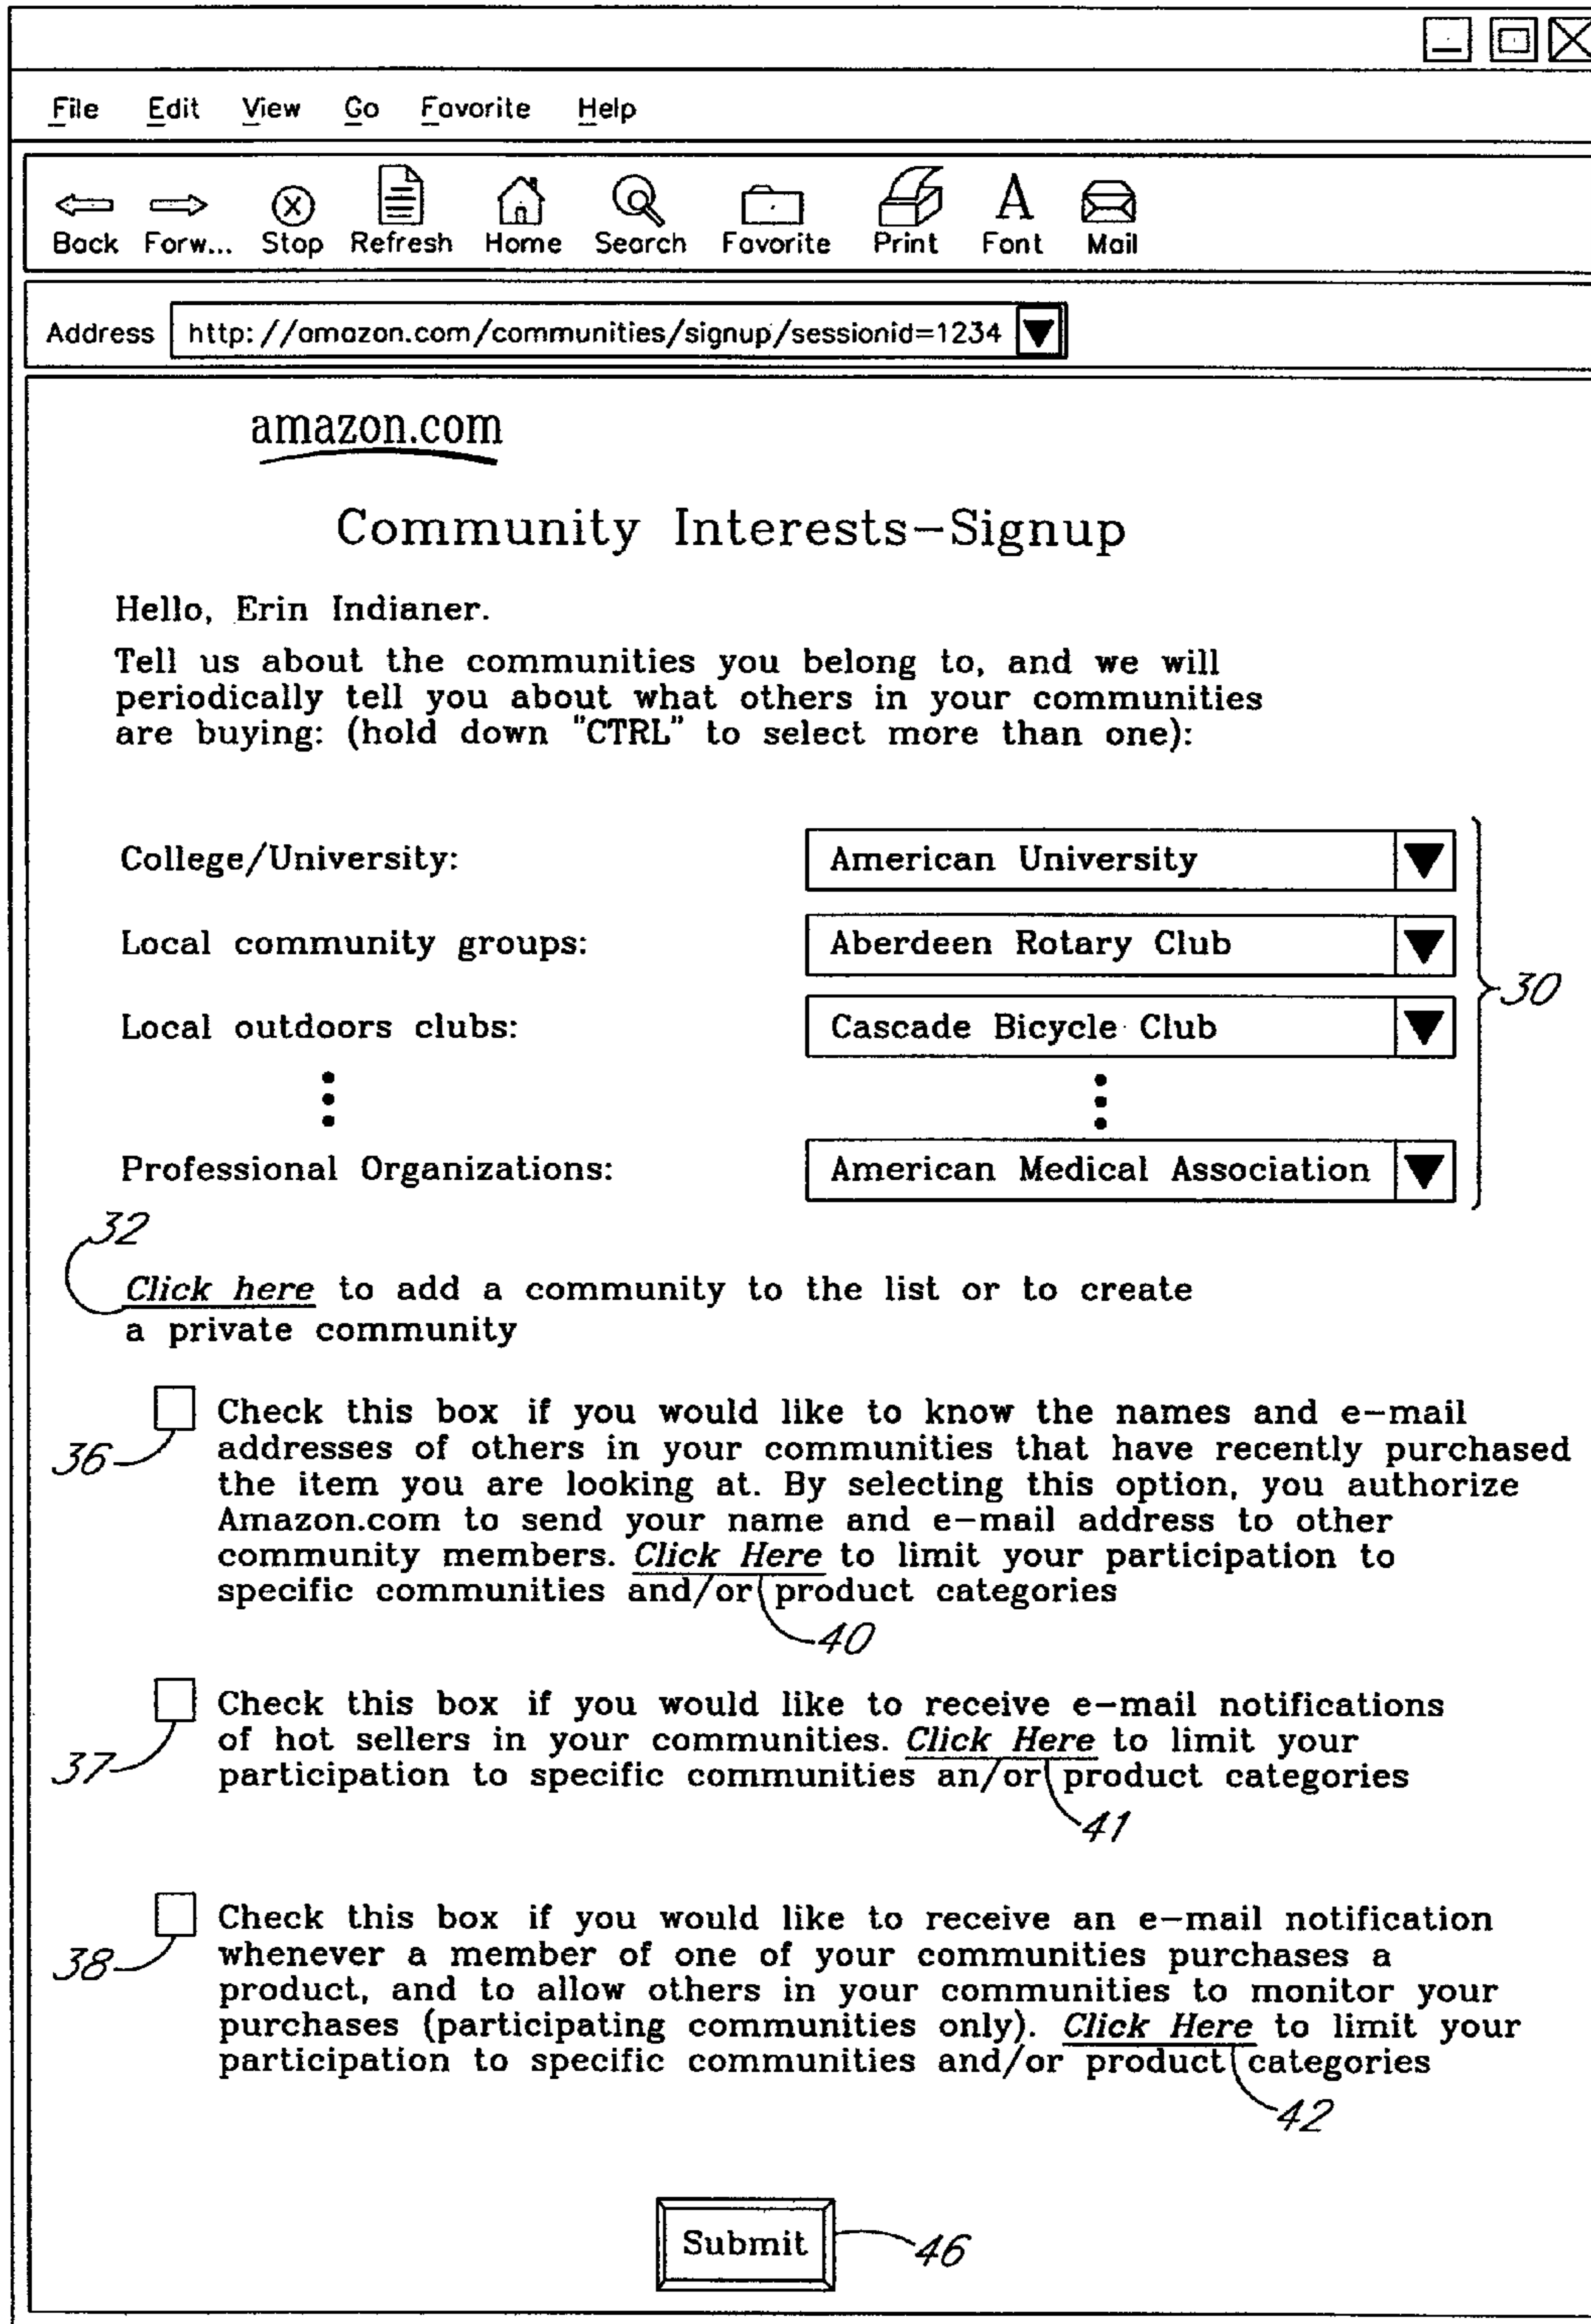 File Edit View Go Favorite Help
Back Forw... Stop Refresh Home Search Favorite Print Font Mail
Address http://amazon.com/communities/signup/sessionid=1234
amazon.com
Community Interests-Signup
Hello, Erin Indianer.
Tell us about the communities you belong to, and we will
periodically tell you about what others in your communities
are buying: (hold down "CTRL" to select more than one):
College/University: American University
Local community groups: Aberdeen Rotary Club
30
Local outdoors clubs: Cascade Bicycle Club
Professional Organizations: American Medical Association
32
Click here to add a community to the list or to create
a private community
36
Check this box if you would like to know the names and e-mail
addresses of others in your communities that have recently purchased
the item you are looking at. By selecting this option, you authorize
Amazon.com to send your name and e-mail address to other
community members. Click Here to limit your participation to
specific communities and/or product categories
40
37
Check this box if you would like to receive e-mail notifications
of hot sellers in your communities. Click Here to limit your
participation to specific communities an/or product categories
41
38
Check this box if you would like to receive an e-mail notification
whenever a member of one of your communities purchases a
product, and to allow others in your communities to monitor your
purchases (participating communities only). Click Here to limit your
participation to specific communities and/or product categories
42
Submit
46